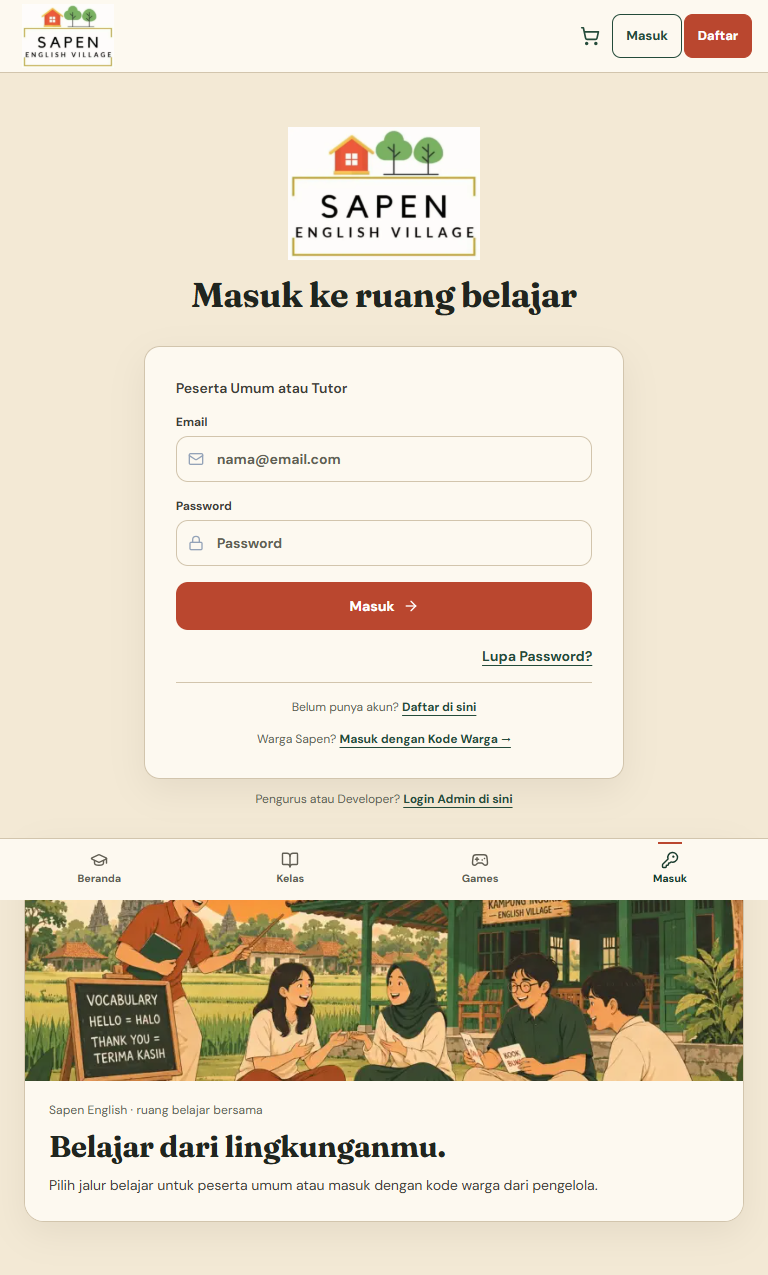 SAPEN
ENGLISH VILLAGE
Masuk
Daftar
SAPEN
ENGLISH VILLAGE
Masuk ke ruang belajar
Peserta Umum atau Tutor
Email
nama@email.com
Password
Password
Masuk →
Lupa Password?
Belum punya akun? Daftar di sini
Warga Sapen? Masuk dengan Kode Warga →
Pengurus atau Developer? Login Admin di sini
Beranda
Kelas
Games
Masuk
KAMPUNG INGGRIS
— ENGLISH VILLAGE —
VOCABULARY
HELLO = HALO
THANK YOU =
TERIMA KASIH
BOOK
Sapen English · ruang belajar bersama
Belajar dari lingkunganmu.
Pilih jalur belajar untuk peserta umum atau masuk dengan kode warga dari pengelola.